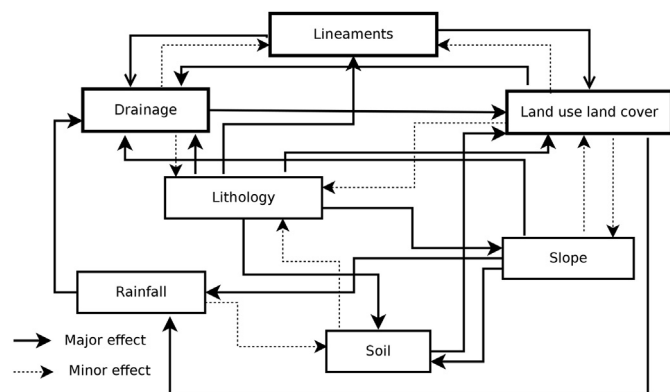 Lineaments
Drainage
Land use land cover
Lithology
Slope
Rainfall
Major effect
Soil
Minor effect